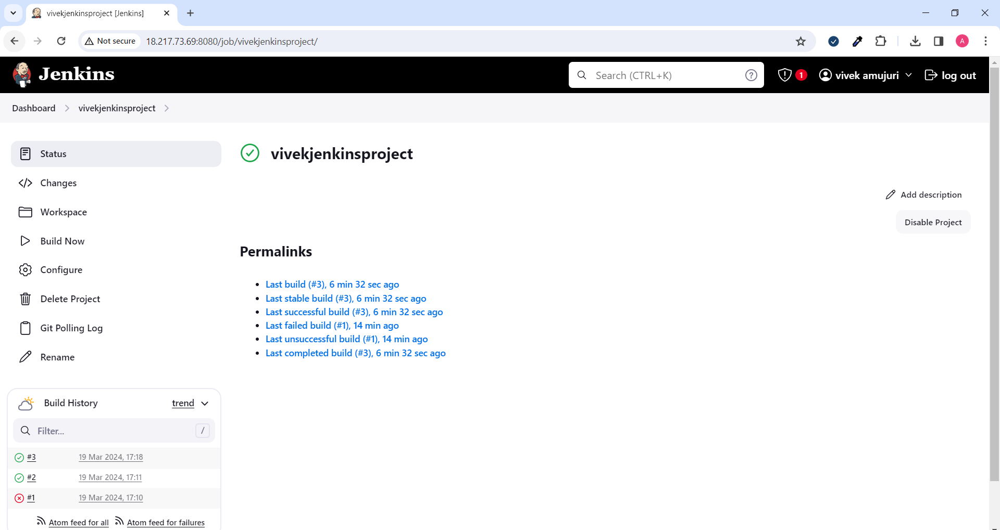 vivekjenkinsproject [Jenkins]
Not secure 18.217.73.69:8080/job/vivekjenkinsproject/ A
Jenkins Search (CTRL+K) ? 1 vivek amujuri log out
Dashboard vivekjenkinsproject
Status
Changes
Workspace
Build Now
Configure
Delete Project
Git Polling Log
Rename
vivekjenkinsproject
Add description
Disable Project
Permalinks
Last build (#3), 6 min 32 sec ago
Last stable build (#3), 6 min 32 sec ago
Last successful build (#3), 6 min 32 sec ago
Last failed build (#1), 14 min ago
Last unsuccessful build (#1), 14 min ago
Last completed build (#3), 6 min 32 sec ago
Build History trend
Filter... /
#3 19 Mar 2024, 17:18
#2 19 Mar 2024, 17:11
#1 19 Mar 2024, 17:10
Atom feed for all Atom feed for failures